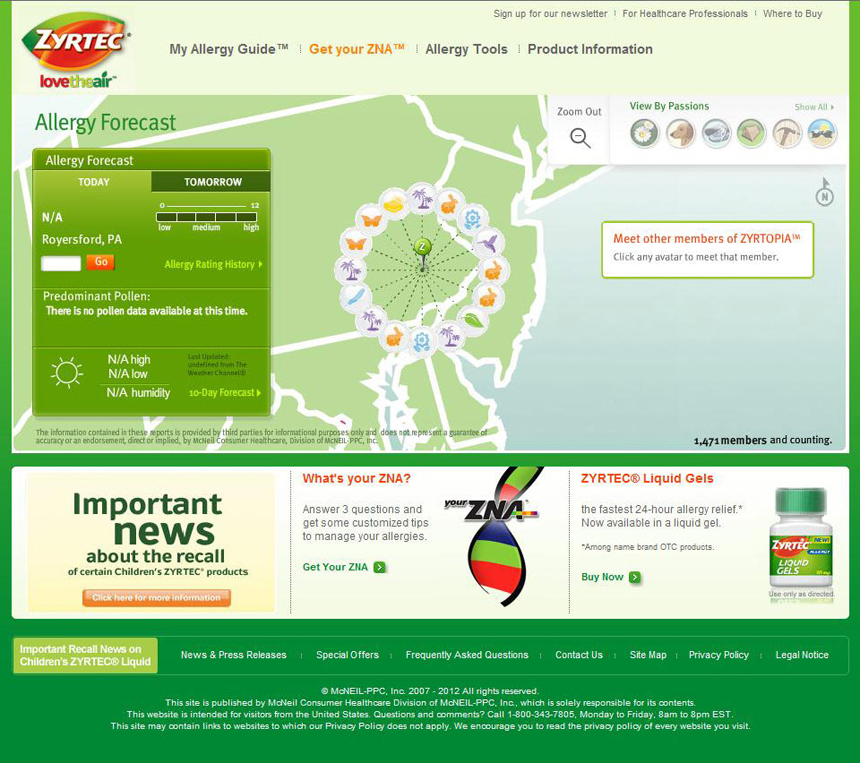 Sign up for our newsletter For Healthcare Professionals Where to Buy
ZYRTEC®
lovetheair™
My Allergy Guide™ Get your ZNA™ Allergy Tools Product Information
Allergy Forecast
Zoom Out
View By Passions Show All
N
Allergy Forecast
TODAY TOMORROW
N/A
0 12
low medium high
Royersford, PA
Go
Allergy Rating History
Predominant Pollen:
There is no pollen data available at this time.
N/A high
N/A low
N/A humidity
Last Updated:
undefined from The
Weather Channel®
10-Day Forecast
Z
Meet other members of ZYRTOPIA™
Click any avatar to meet that member.
The information contained in these reports is provided by third parties for informational purposes only and does not represent a guarantee of
accuracy or an endorsement, direct or implied, by McNeil Consumer Healthcare, Division of McNEIL-PPC, Inc.
1,471 members and counting.
Important
news
about the recall
of certain Children's ZYRTEC® products
Click here for more information
What's your ZNA?
Answer 3 questions and
get some customized tips
to manage your allergies.
Get Your ZNA
your ZNA
ZYRTEC® Liquid Gels
the fastest 24-hour allergy relief.*
Now available in a liquid gel.
*Among name brand OTC products.
Buy Now
NEW!
ZYRTEC
ALLERGY
LIQUID
GELS
Use only as directed.
Important Recall News on
Children's ZYRTEC® Liquid
News & Press Releases Special Offers Frequently Asked Questions Contact Us Site Map Privacy Policy Legal Notice
© McNEIL-PPC, Inc. 2007 - 2012 All rights reserved.
This site is published by McNeil Consumer Healthcare Division of McNEIL-PPC, Inc., which is solely responsible for its contents.
This website is intended for visitors from the United States. Questions and comments? Call 1-800-343-7805, Monday to Friday, 8am to 8pm EST.
This site may contain links to websites to which our Privacy Policy does not apply. We encourage you to read the privacy policy of every website you visit.